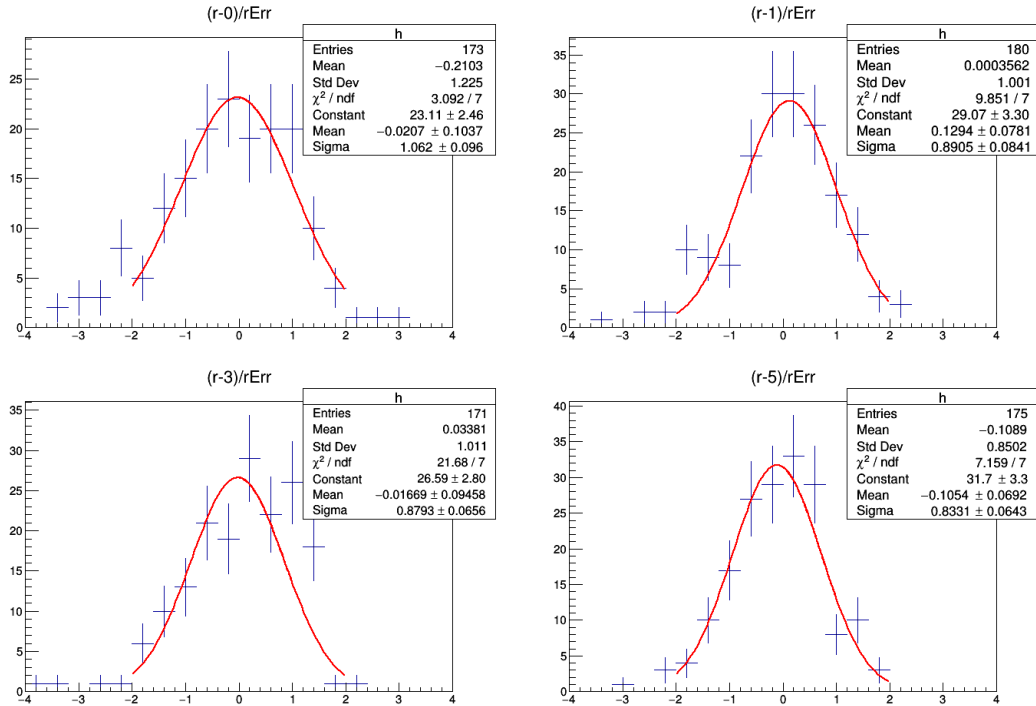 (r-0)/rErr
h
Entries 173
Mean −0.2103
Std Dev 1.225
χ² / ndf 3.092 / 7
Constant 23.11 ± 2.46
Mean −0.0207 ± 0.1037
Sigma 1.062 ± 0.096
25
20
15
10
5
0
−4 −3 −2 −1 0 1 2 3 4
(r-1)/rErr
h
Entries 180
Mean 0.0003562
Std Dev 1.001
χ² / ndf 9.851 / 7
Constant 29.07 ± 3.30
Mean 0.1294 ± 0.0781
Sigma 0.8905 ± 0.0841
35
30
25
20
15
10
5
0
−4 −3 −2 −1 0 1 2 3 4
(r-3)/rErr
h
Entries 171
Mean 0.03381
Std Dev 1.011
χ² / ndf 21.68 / 7
Constant 26.59 ± 2.80
Mean −0.01669 ± 0.09458
Sigma 0.8793 ± 0.0656
35
30
25
20
15
10
5
0
−4 −3 −2 −1 0 1 2 3 4
(r-5)/rErr
h
Entries 175
Mean −0.1089
Std Dev 0.8502
χ² / ndf 7.159 / 7
Constant 31.7 ± 3.3
Mean −0.1054 ± 0.0692
Sigma 0.8331 ± 0.0643
40
35
30
25
20
15
10
5
0
−4 −3 −2 −1 0 1 2 3 4